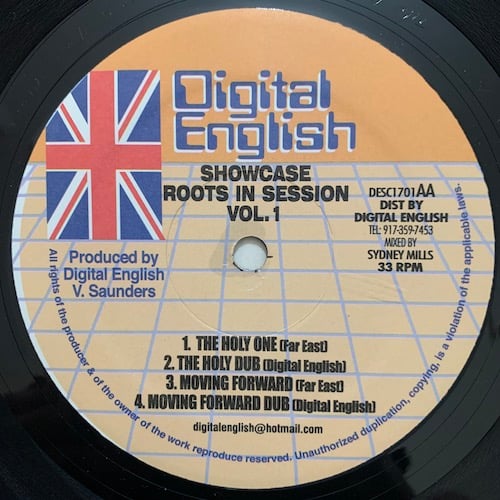 Digital
English
SHOWCASE
ROOTS IN SESSION
VOL. 1
DESC1701AA
DIST BY
DIGITAL ENGLISH
TEL: 917-359-7453
MIXED BY
SYDNEY MILLS
33 RPM
Produced by
Digital English
V. Saunders
1. THE HOLY ONE (Far East)
2. THE HOLY DUB (Digital English)
3. MOVING FORWARD (Far East)
4. MOVING FORWARD DUB (Digital English)
digitalenglish@hotmail.com
All rights of the producer & of the owner of the work reproduce reserved. Unauthorized duplication, copying, is a violation of the applicable laws.